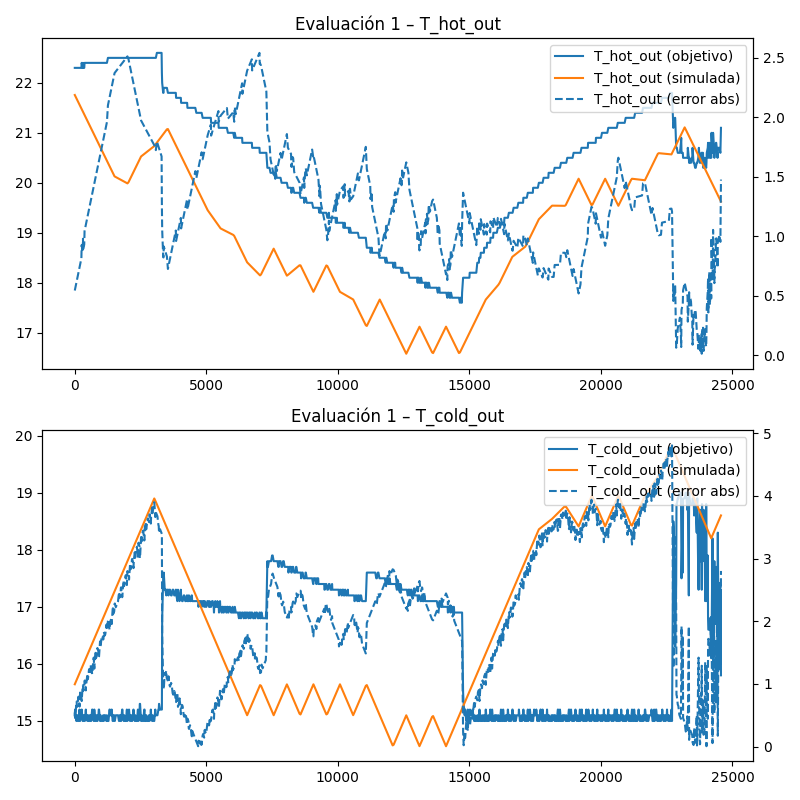 Evaluación 1 – T_hot_out
T_hot_out (objetivo)
T_hot_out (simulada)
T_hot_out (error abs)
22
21
20
19
18
17
2.5
2.0
1.5
1.0
0.5
0.0
0 5000 10000 15000 20000 25000
Evaluación 1 – T_cold_out
T_cold_out (objetivo)
T_cold_out (simulada)
T_cold_out (error abs)
20
19
18
17
16
15
5
4
3
2
1
0
0 5000 10000 15000 20000 25000